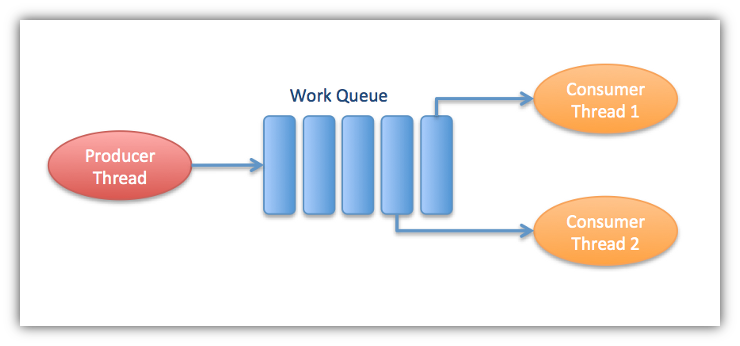 Work Queue
Producer
Thread
Consumer
Thread 1
Consumer
Thread 2